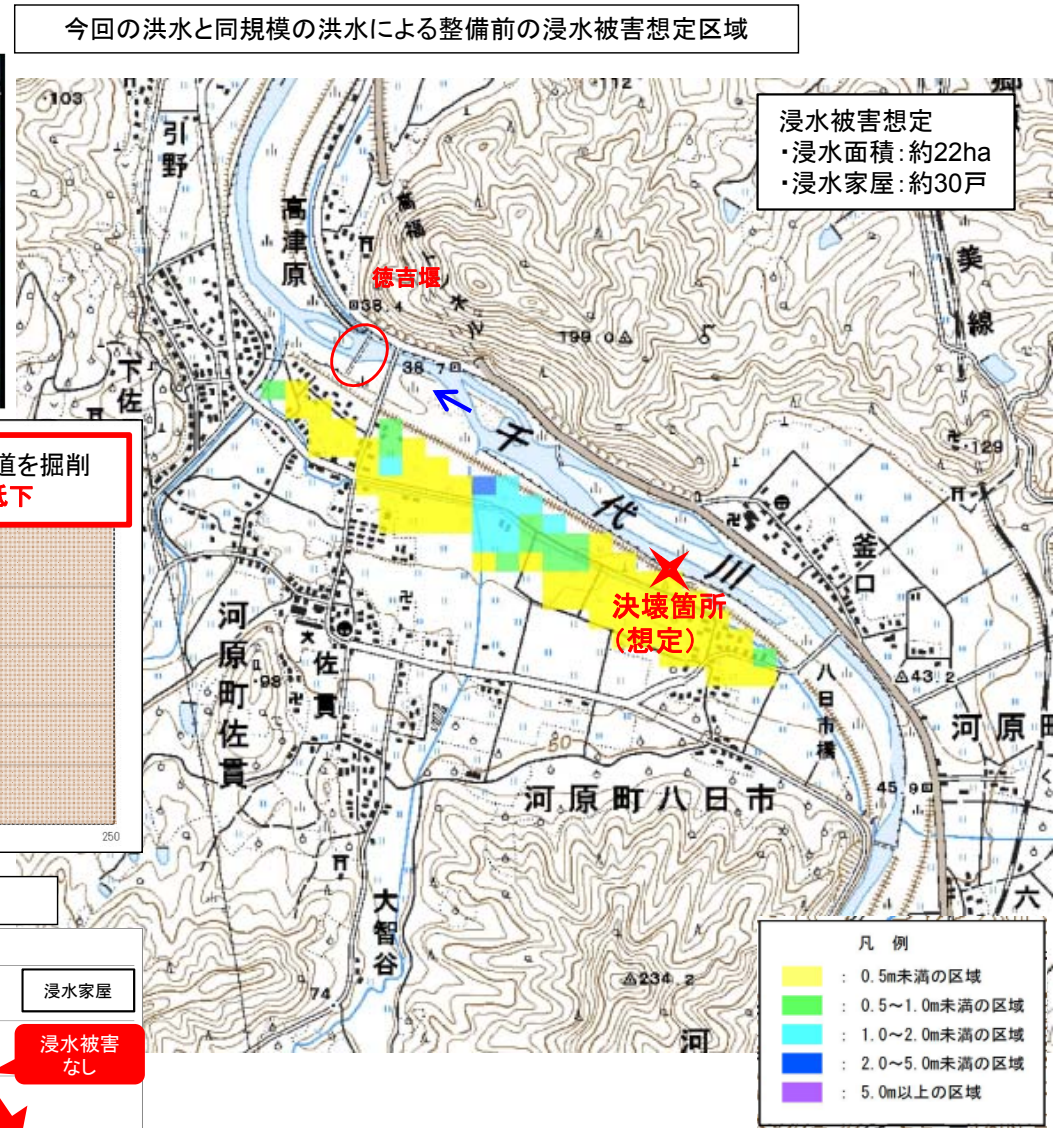 今回の洪水と同規模の洪水による整備前の浸水被害想定区域
浸水被害想定
・浸水面積：約22ha
・浸水家屋：約30戸
103
112
引野
高津原
徳吉堰
38.4
38.7
199.0
美
線
129
下佐
道を掘削
低下
千代川
釜ノ口
決壊箇所
（想定）
八日市橋
43.2
河原町佐貫
98
大
佐貫
50
河原町
河原町八日市
45.9
250
六
大智谷
74
234.2
河
浸水家屋
浸水被害
なし
凡 例
： 0.5m未満の区域
： 0.5～1.0m未満の区域
： 1.0～2.0m未満の区域
： 2.0～5.0m未満の区域
： 5.0m以上の区域